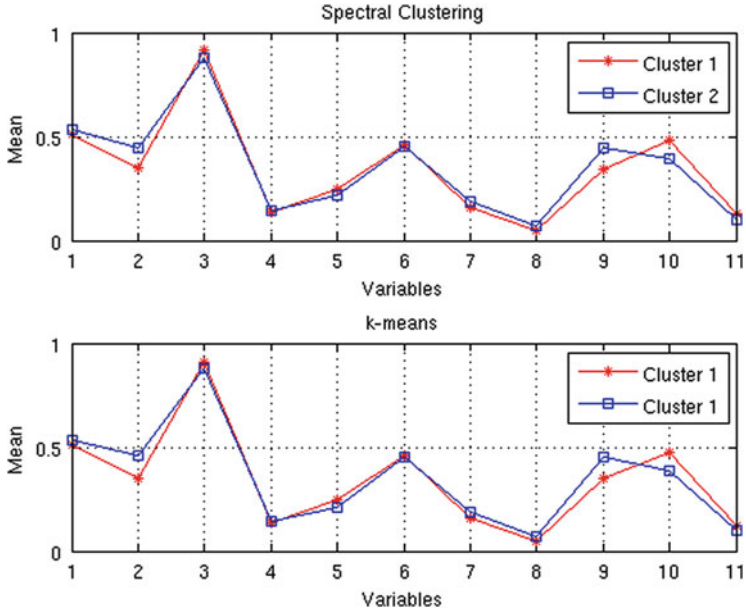 Spectral Clustering
1
0.5
0
Mean
Cluster 1
Cluster 2
1 2 3 4 5 6 7 8 9 10 11
Variables
k-means
1
0.5
0
Mean
Cluster 1
Cluster 1
1 2 3 4 5 6 7 8 9 10 11
Variables